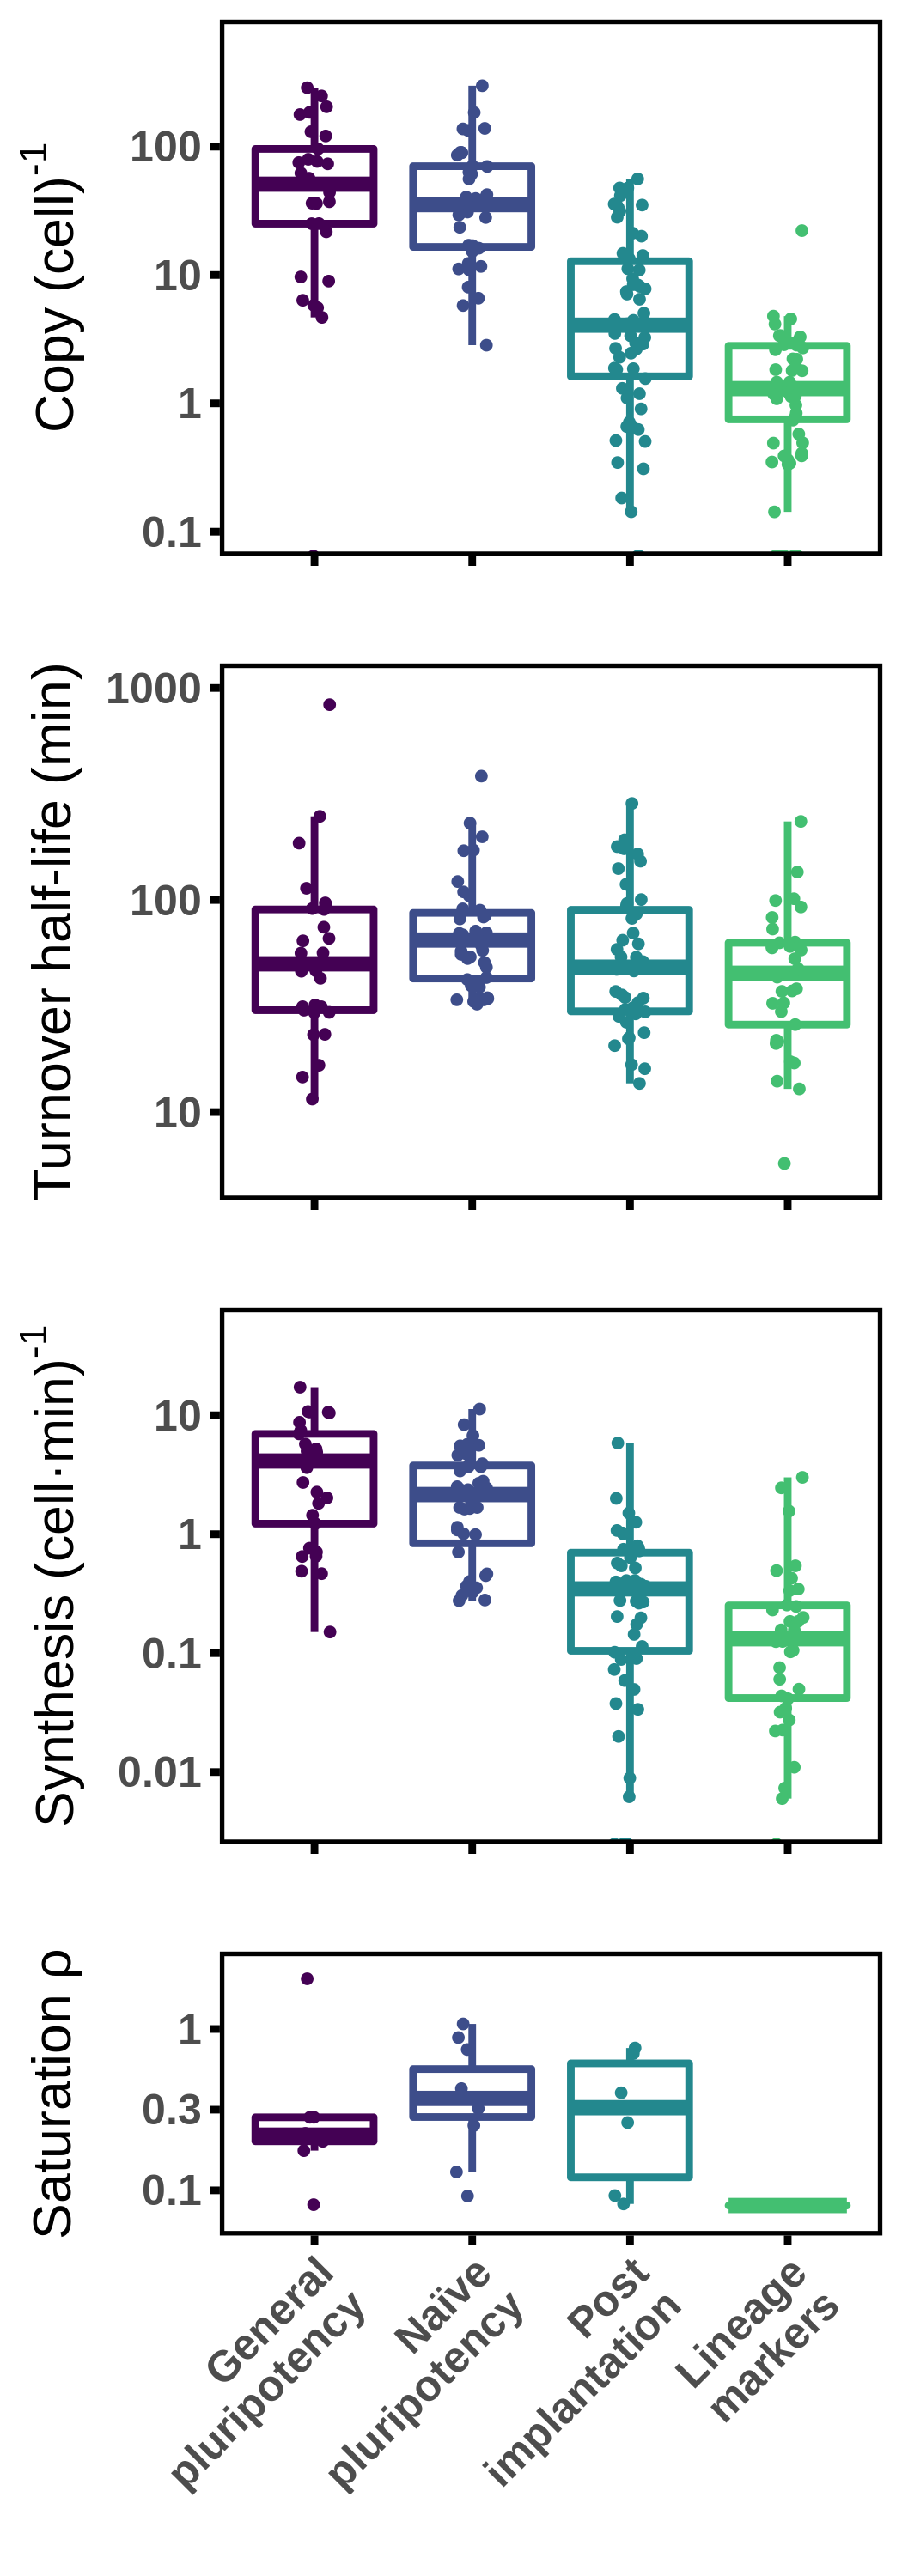 Copy (cell)-1
100
10
1
0.1
Turnover half-life (min)
1000
100
10
Synthesis (cell·min)-1
10
1
0.1
0.01
Saturation ρ
1
0.3
0.1
General
pluripotency
Naïve
pluripotency
Post
implantation
Lineage
markers